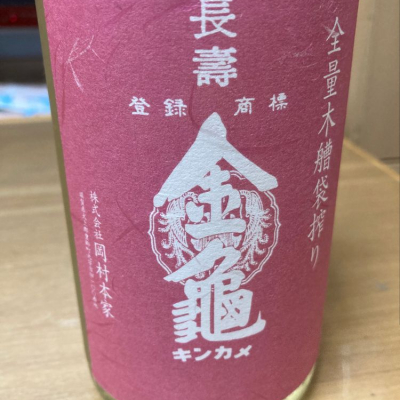 長壽
登録 商標
金亀
キンカメ
全量木艚袋搾り
株式会社 岡村本家